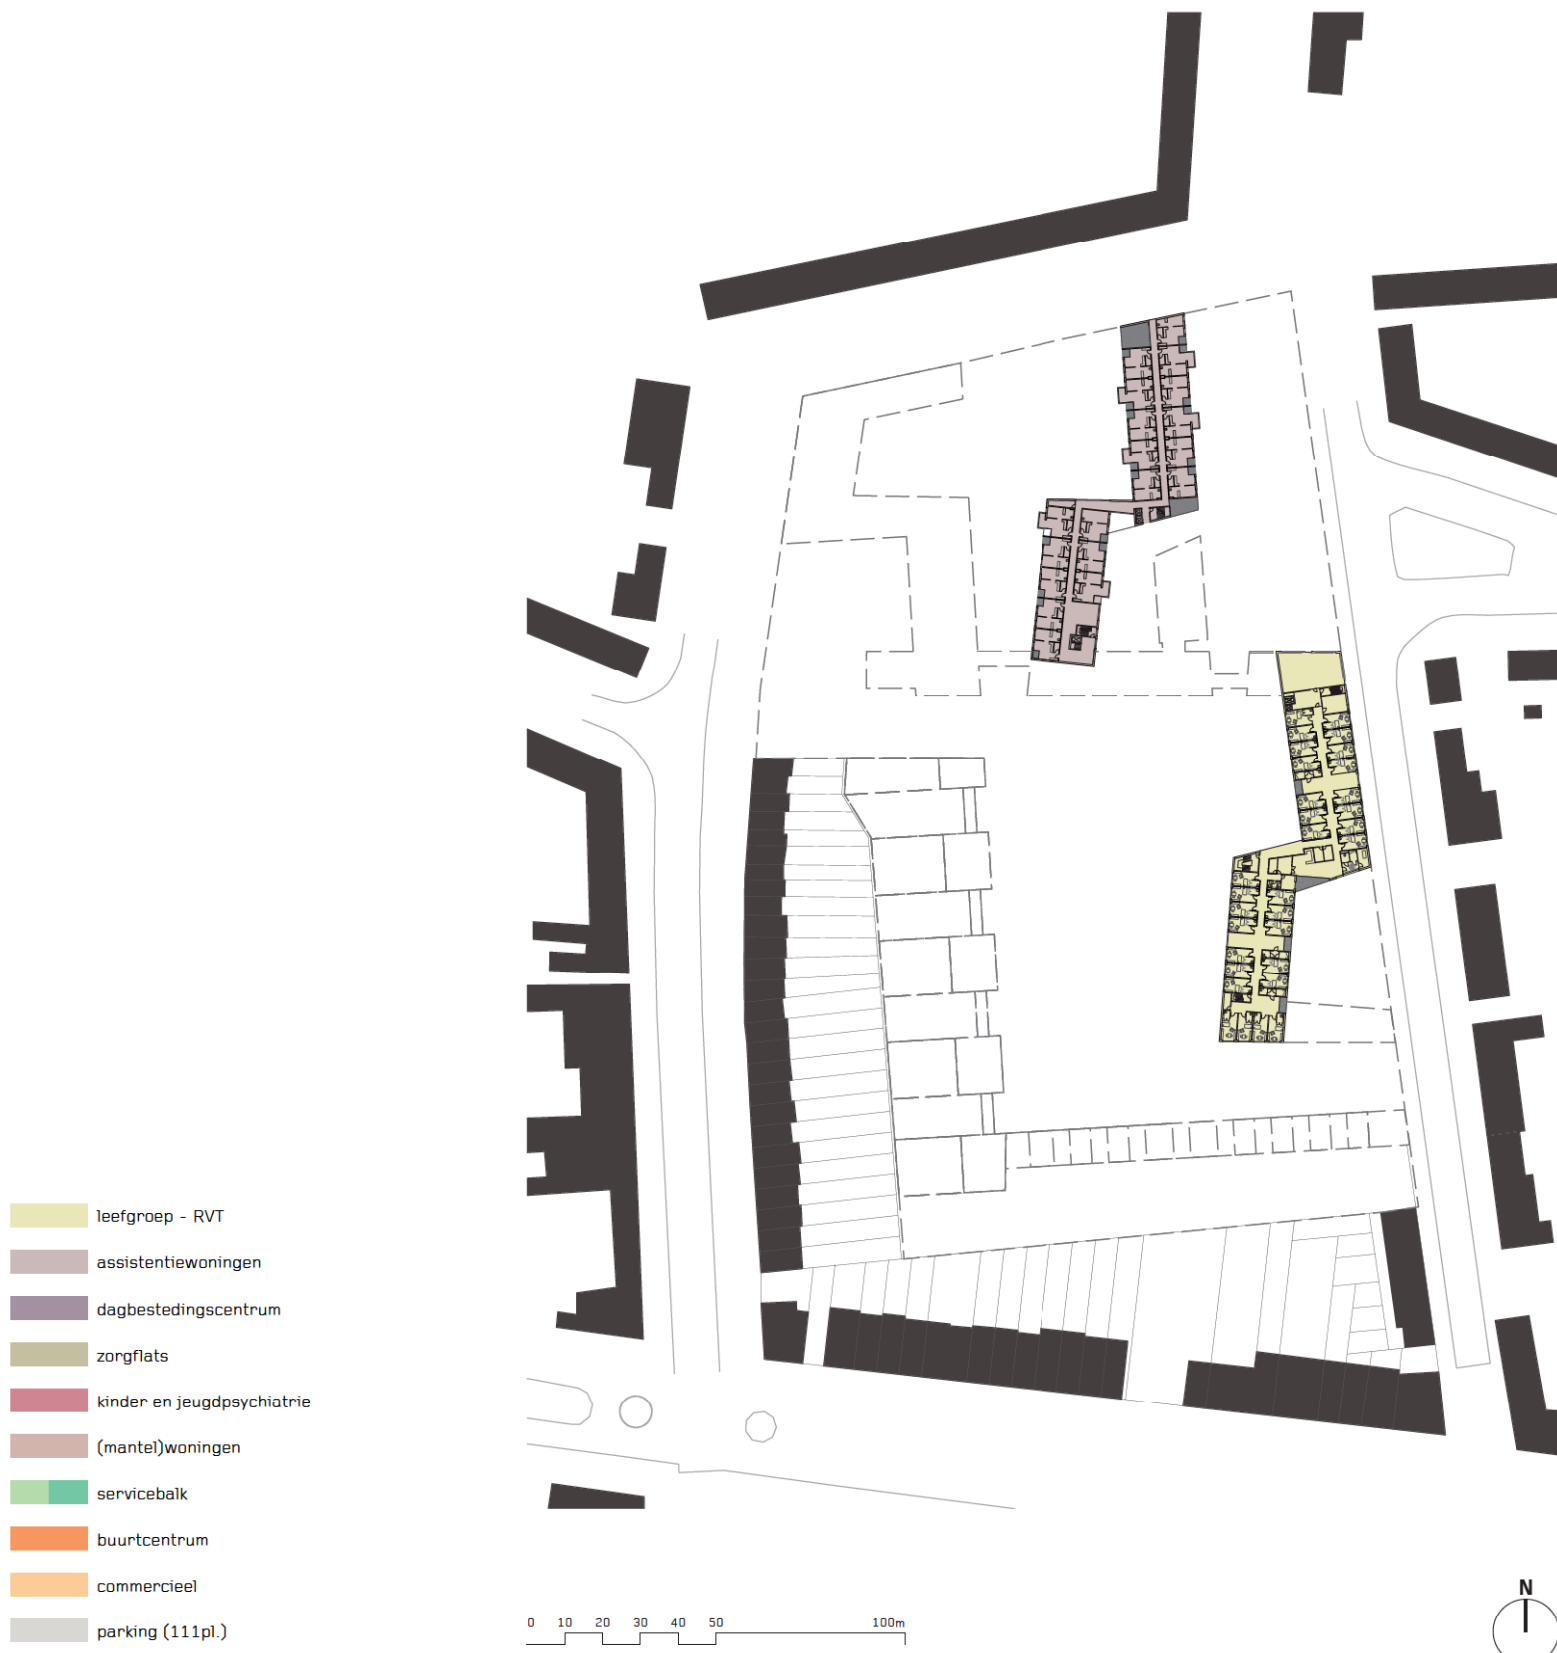 leefgroep - RVT
assistentiewoningen
dagbestedingscentrum
zorgflats
kinder en jeugdpsychiatrie
(mantel)woningen
servicebalk
buurtcentrum
commercieel
parking (111pl.)
0 10 20 30 40 50 100m
N